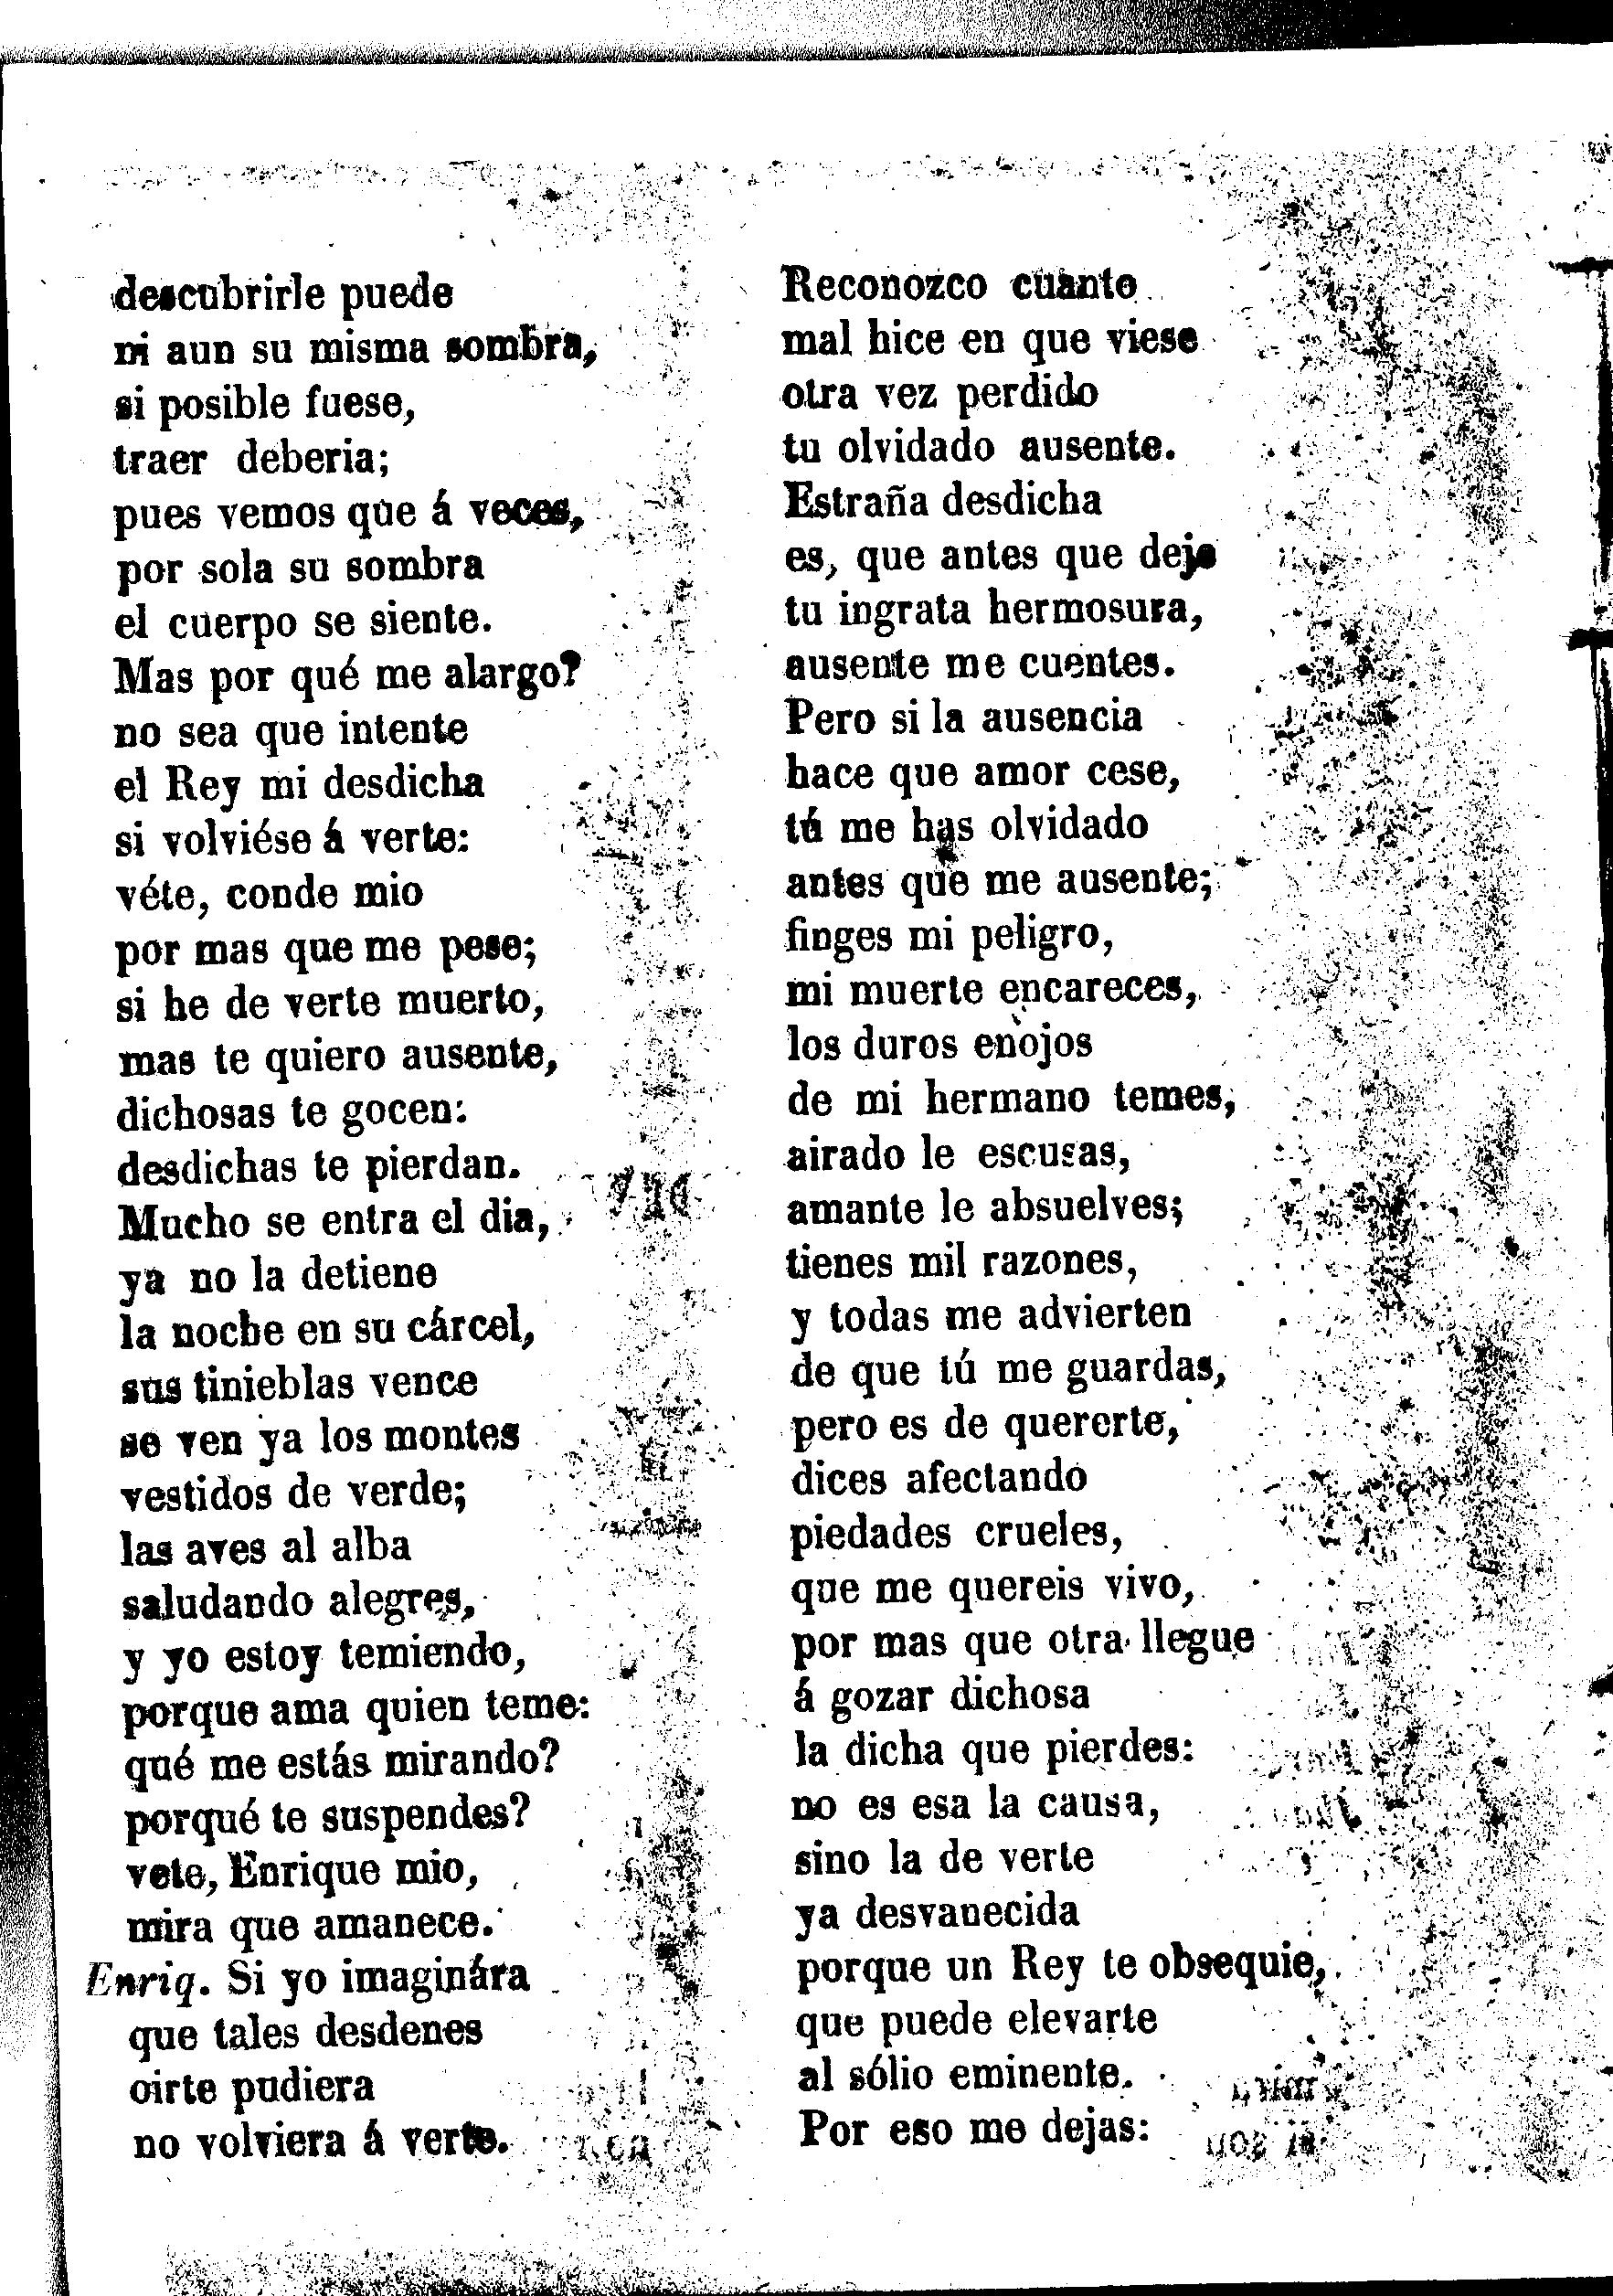 descubrirle puede
ni aun su misma sombra,
si posible fuese,
traer deberia;
pues vemos que á veces,
por sola su sombra
el cuerpo se siente.
Mas por qué me alargo?
no sea que intente
el Rey mi desdicha
si volviése á verte:
véte, conde mio
por mas que me pese;
si he de verte muerto,
mas te quiero ausente,
dichosas te gocen:
desdichas te pierdan.
Mucho se entra el dia,
ya no la detiene
la noche en su cárcel,
sus tinieblas vence
se ven ya los montes
vestidos de verde;
las aves al alba
saludando alegres,
y yo estoy temiendo,
porque ama quien teme:
qué me estás mirando?
porqué te suspendes?
vete, Enrique mio,
mira que amanece.
Enriq. Si yo imaginára
que tales desdenes
oirte pudiera
no volviera á verte.
Reconozco cuanto
mal hice en que viese
otra vez perdido
tu olvidado ausente.
Estraña desdicha
es, que antes que deje
tu ingrata hermosura,
ausente me cuentes.
Pero si la ausencia
hace que amor cese,
tú me has olvidado
antes que me ausente;
finges mi peligro,
mi muerte encareces,
los duros enojos
de mi hermano temes,
airado le escusas,
amante le absuelves;
tienes mil razones,
y todas me advierten
de que tú me guardas,
pero es de quererte,
dices afectando
piedades crueles,
que me quereis vivo,
por mas que otra llegue
á gozar dichosa
la dicha que pierdes:
no es esa la causa,
sino la de verte
ya desvanecida
porque un Rey te obsequie,
que puede elevarte
al sólio eminente.
Por eso me dejas: